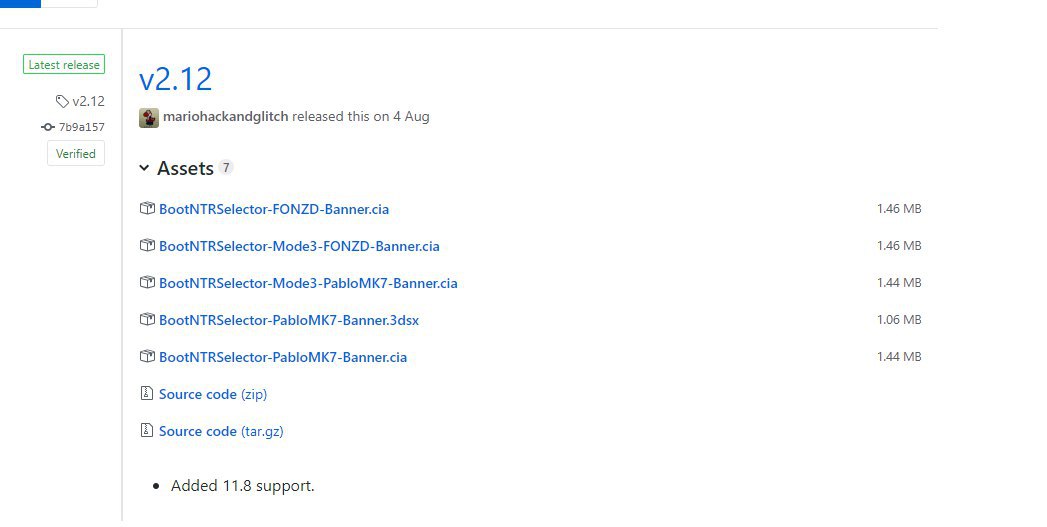 Latest release
v2.12
7b9a157
Verified
v2.12
mariohackandglitch released this on 4 Aug
Assets 7
BootNTRSelector-FONZD-Banner.cia 1.46 MB
BootNTRSelector-Mode3-FONZD-Banner.cia 1.46 MB
BootNTRSelector-Mode3-PabloMK7-Banner.cia 1.44 MB
BootNTRSelector-PabloMK7-Banner.3dsx 1.06 MB
BootNTRSelector-PabloMK7-Banner.cia 1.44 MB
Source code (zip)
Source code (tar.gz)
• Added 11.8 support.